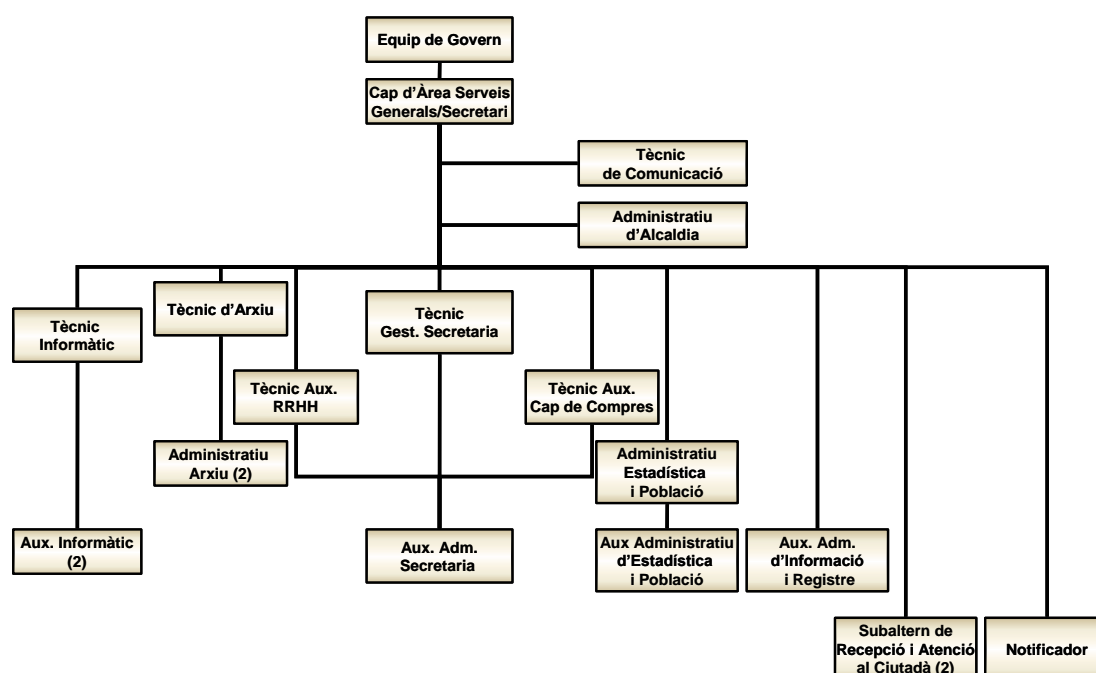 Equip de Govern
Cap d'Àrea Serveis
Generals/Secretari
Tècnic
de Comunicació
Administratiu
d'Alcaldia
Tècnic
Informàtic
Tècnic d'Arxiu
Tècnic
Gest. Secretaria
Tècnic Aux.
RRHH
Tècnic Aux.
Cap de Compres
Administratiu
Arxiu (2)
Administratiu
Estadística
i Població
Aux. Informàtic
(2)
Aux. Adm.
Secretaria
Aux Administratiu
d'Estadística
i Població
Aux. Adm.
d'Informació
i Registre
Subaltern de
Recepció i Atenció
al Ciutadà (2)
Notificador